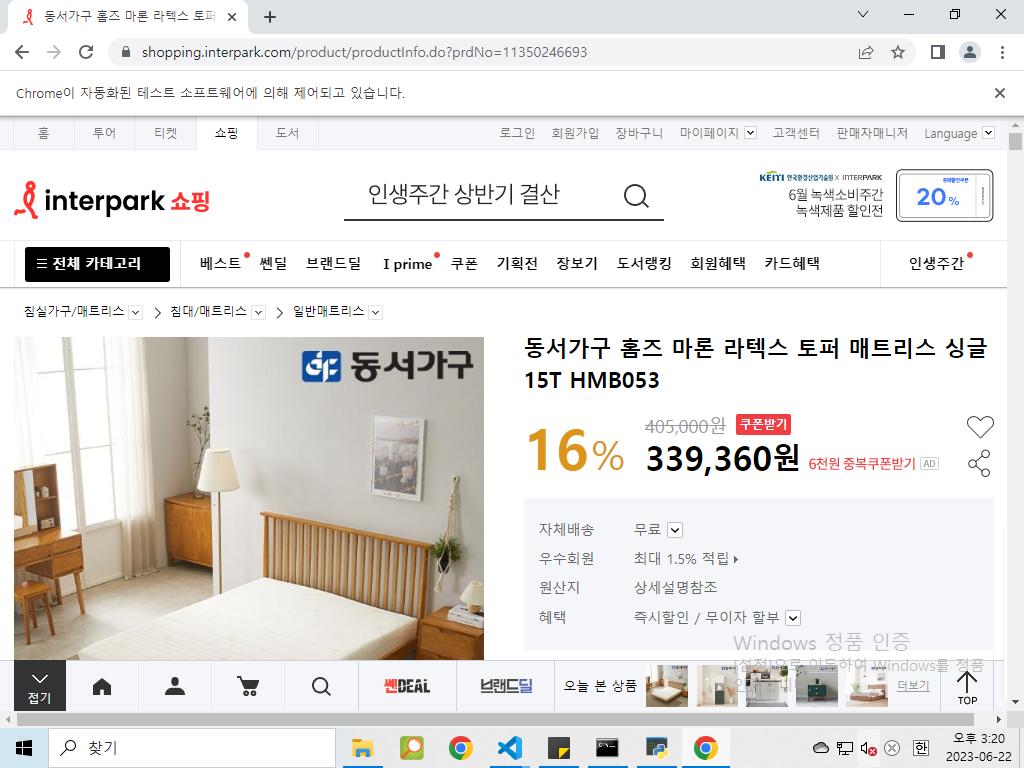 동서가구 홈즈 마론 라텍스 토퍼
shopping.interpark.com/product/productInfo.do?prdNo=11350246693
Chrome이 자동화된 테스트 소프트웨어에 의해 제어되고 있습니다.
홈 투어 티켓 쇼핑 도서 로그인 회원가입 장바구니 마이페이지 고객센터 판매자매니저 Language
interpark 쇼핑 인생주간 상반기 결산
KEITI 한국환경산업기술원 X INTERPARK
6월 녹색소비주간
녹색제품 할인전
중복할인쿠폰
20%
전체 카테고리 베스트 쎈딜 브랜드딜 I prime 쿠폰 기획전 장보기 도서랭킹 회원혜택 카드혜택 인생주간
침실가구/매트리스 침대/매트리스 일반매트리스
동서가구
동서가구 홈즈 마론 라텍스 토퍼 매트리스 싱글
15T HMB053
16%
405,000원 쿠폰받기
339,360원 6천원 중복쿠폰받기 AD
자체배송 무료
우수회원 최대 1.5% 적립
원산지 상세설명참조
혜택 즉시할인 / 무이자 할부
Windows 정품 인증
[설정]으로 이동하여 Windows를 정품
접기 쎈DEAL 브랜드딜 오늘 본 상품 더보기 TOP
찾기
한
오후 3:20
2023-06-22